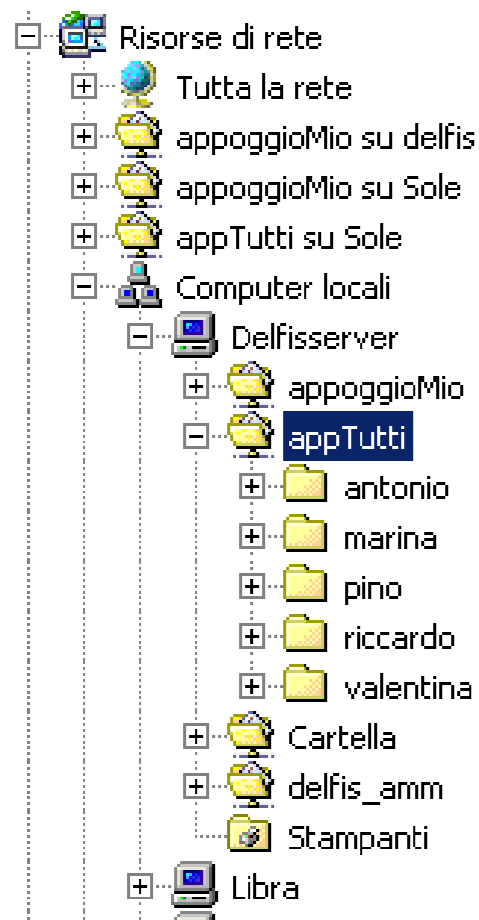 Risorse di rete
Tutta la rete
appoggioMio su delfis
appoggioMio su Sole
appTutti su Sole
Computer locali
Delfisserver
appoggioMio
appTutti
antonio
marina
pino
riccardo
valentina
Cartella
delfis_amm
Stampanti
Libra